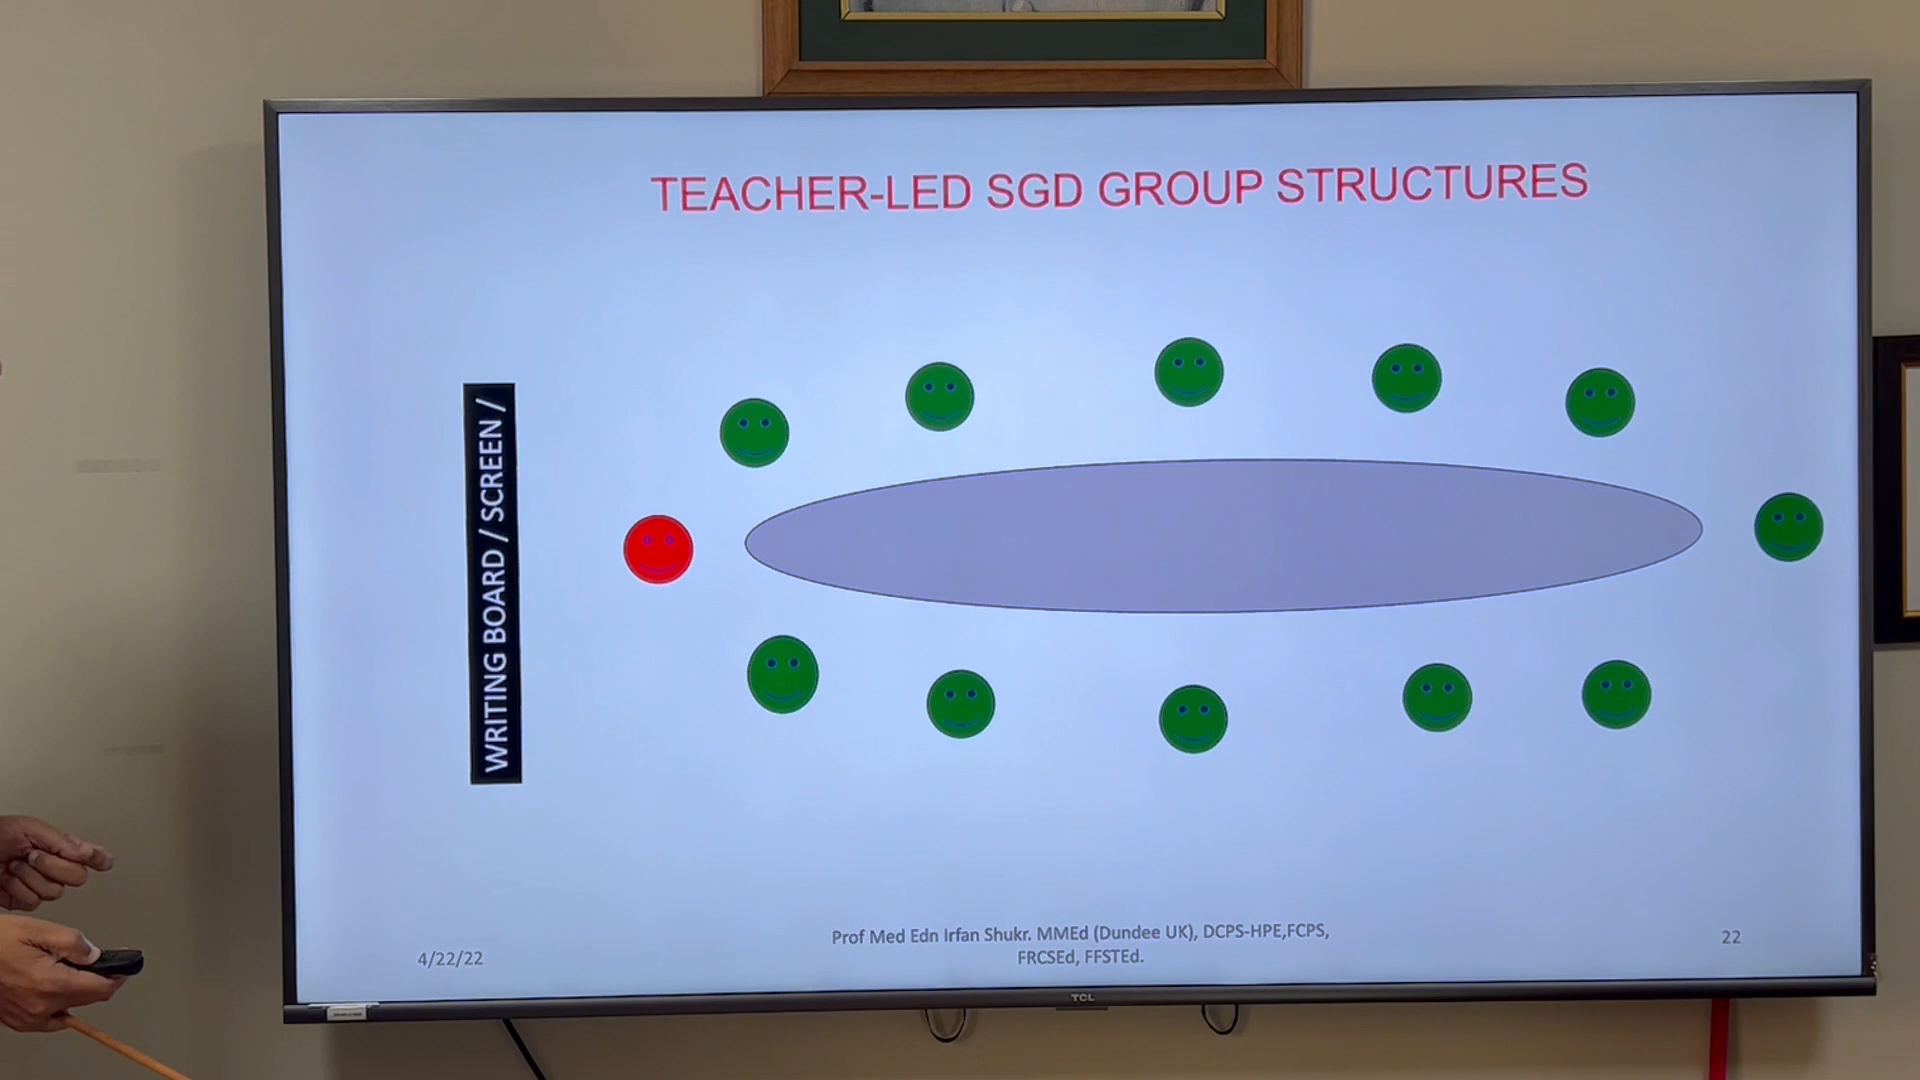 TEACHER-LED SGD GROUP STRUCTURES
WRITING BOARD / SCREEN /
Prof Med Edn Irfan Shukr. MMEd (Dundee UK), DCPS-HPE,FCPS,
FRCSEd, FFSTEd.
4/22/22
22
TCL